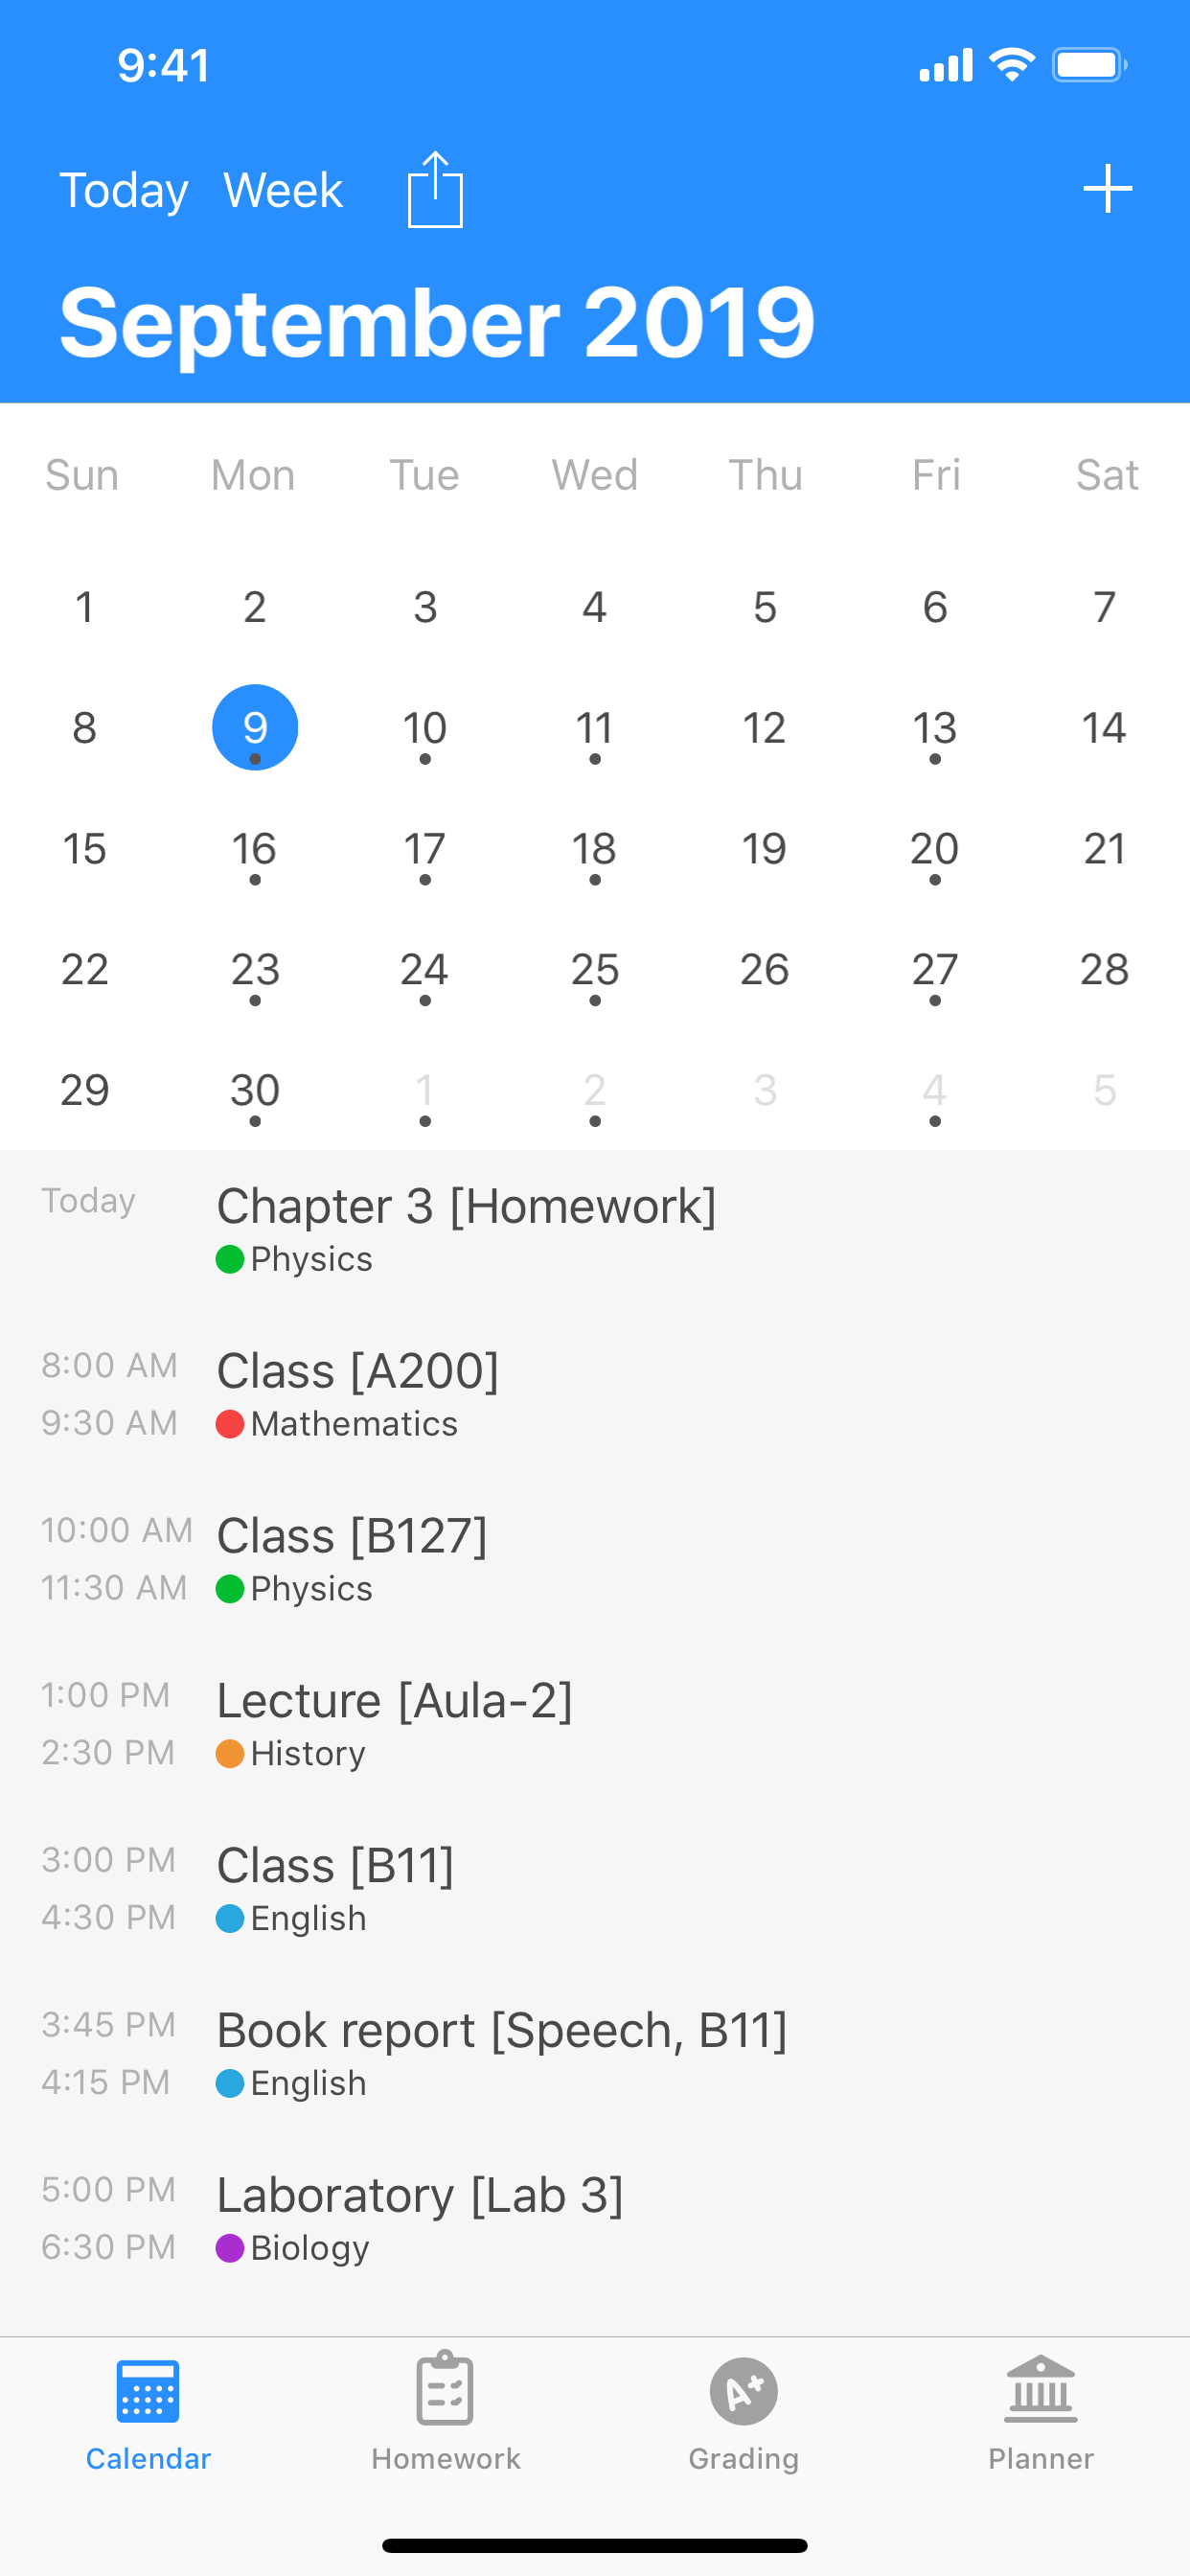 9:41
Today Week
September 2019
Sun Mon Tue Wed Thu Fri Sat
1 2 3 4 5 6 7
8 9 10 11 12 13 14
15 16 17 18 19 20 21
22 23 24 25 26 27 28
29 30 1 2 3 4 5
Today Chapter 3 [Homework]
Physics
8:00 AM Class [A200]
9:30 AM Mathematics
10:00 AM Class [B127]
11:30 AM Physics
1:00 PM Lecture [Aula-2]
2:30 PM History
3:00 PM Class [B11]
4:30 PM English
3:45 PM Book report [Speech, B11]
4:15 PM English
5:00 PM Laboratory [Lab 3]
6:30 PM Biology
A+
Calendar Homework Grading Planner